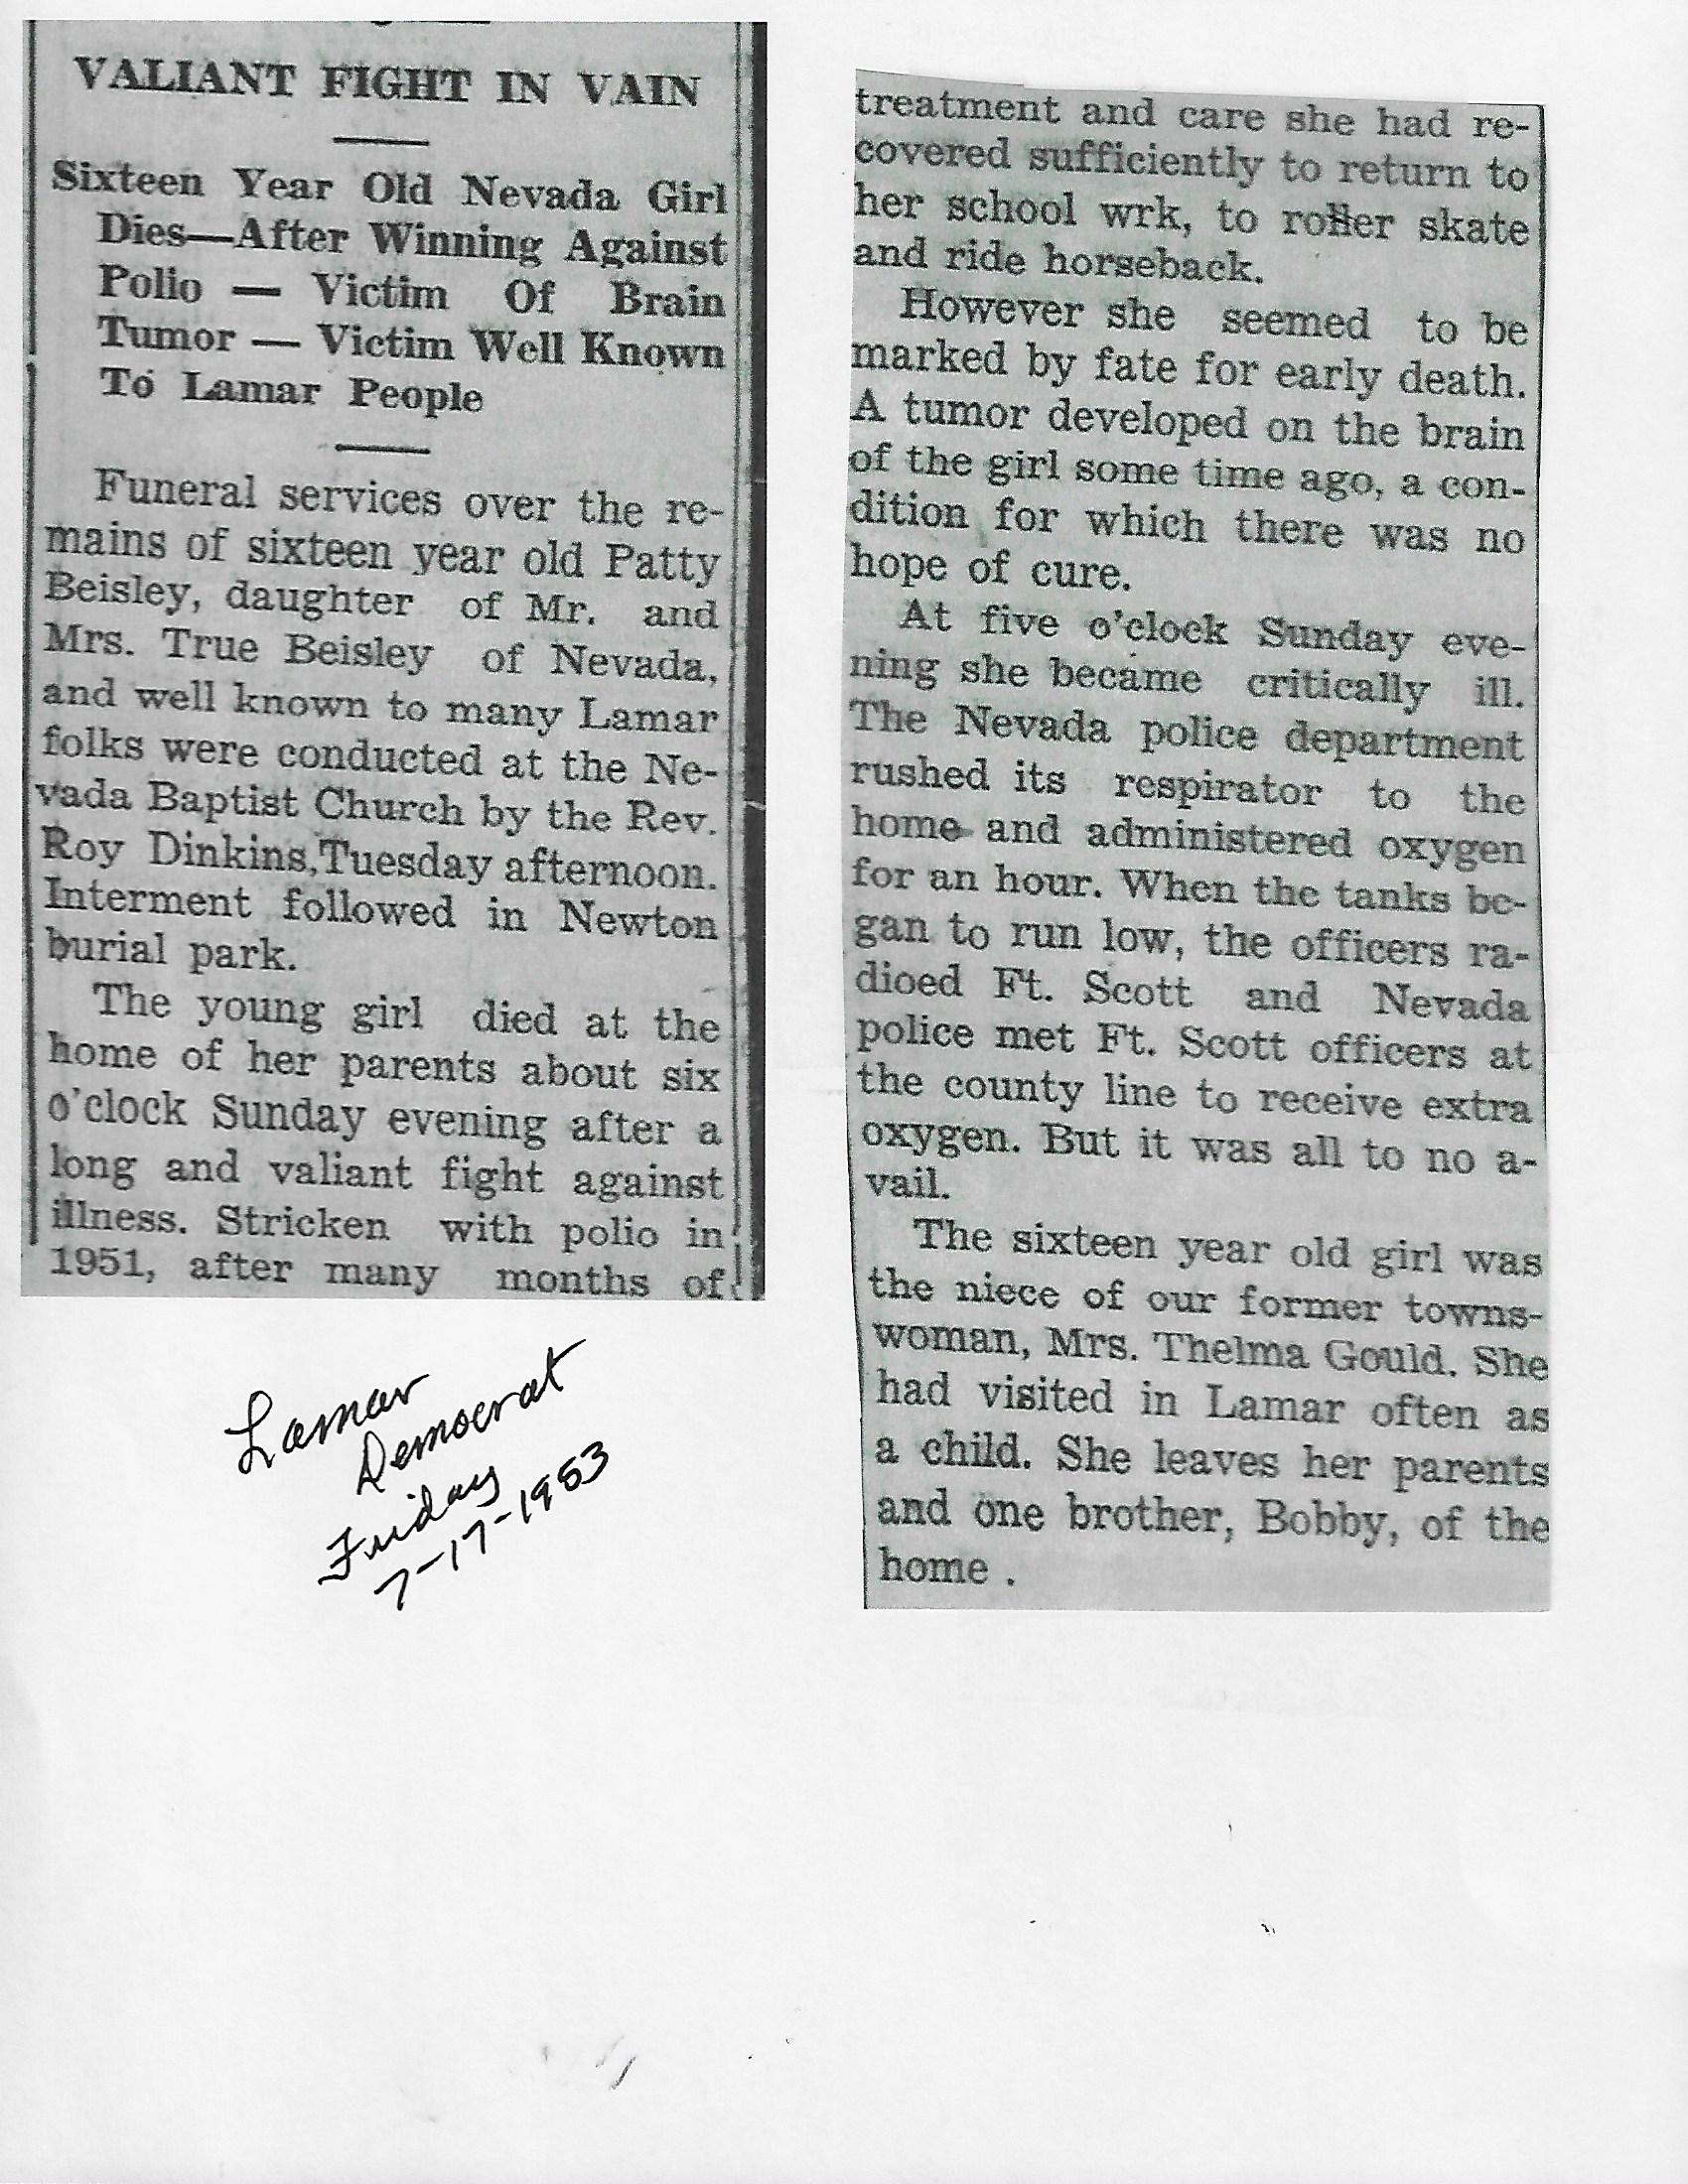 VALIANT FIGHT IN VAIN
Sixteen Year Old Nevada Girl
Dies—After Winning Against
Polio — Victim Of Brain
Tumor — Victim Well Known
To Lamar People
Funeral services over the re-
mains of sixteen year old Patty
Beisley, daughter of Mr. and
Mrs. True Beisley of Nevada,
and well known to many Lamar
folks were conducted at the Ne-
vada Baptist Church by the Rev.
Roy Dinkins,Tuesday afternoon.
Interment followed in Newton
burial park.
The young girl died at the
home of her parents about six
o'clock Sunday evening after a
long and valiant fight against
illness. Stricken with polio in
1951, after many months of
treatment and care she had re-
covered sufficiently to return to
her school wrk, to roller skate
and ride horseback.
However she seemed to be
marked by fate for early death.
A tumor developed on the brain
of the girl some time ago, a con-
dition for which there was no
hope of cure.
At five o'clock Sunday eve-
ning she became critically ill.
The Nevada police department
rushed its respirator to the
home and administered oxygen
for an hour. When the tanks be-
gan to run low, the officers ra-
dioed Ft. Scott and Nevada
police met Ft. Scott officers at
the county line to receive extra
oxygen. But it was all to no a-
vail.
The sixteen year old girl was
the niece of our former towns-
woman, Mrs. Thelma Gould. She
had visited in Lamar often as
a child. She leaves her parents
and one brother, Bobby, of the
home .
Lamar
Democrat
Friday
7-17-1953